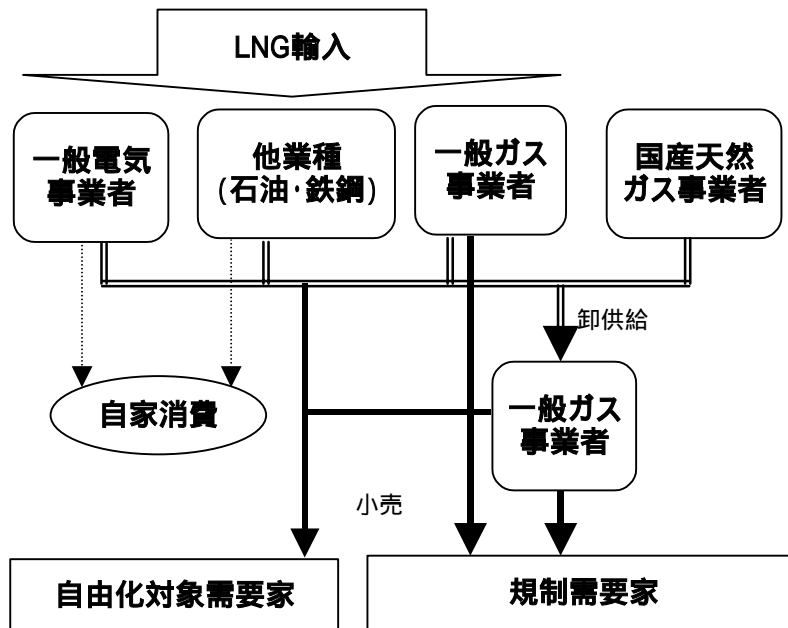 LNG輸入
一般電気
事業者
他業種
(石油・鉄鋼)
一般ガス
事業者
国産天然
ガス事業者
卸供給
自家消費
一般ガス
事業者
小売
自由化対象需要家
規制需要家